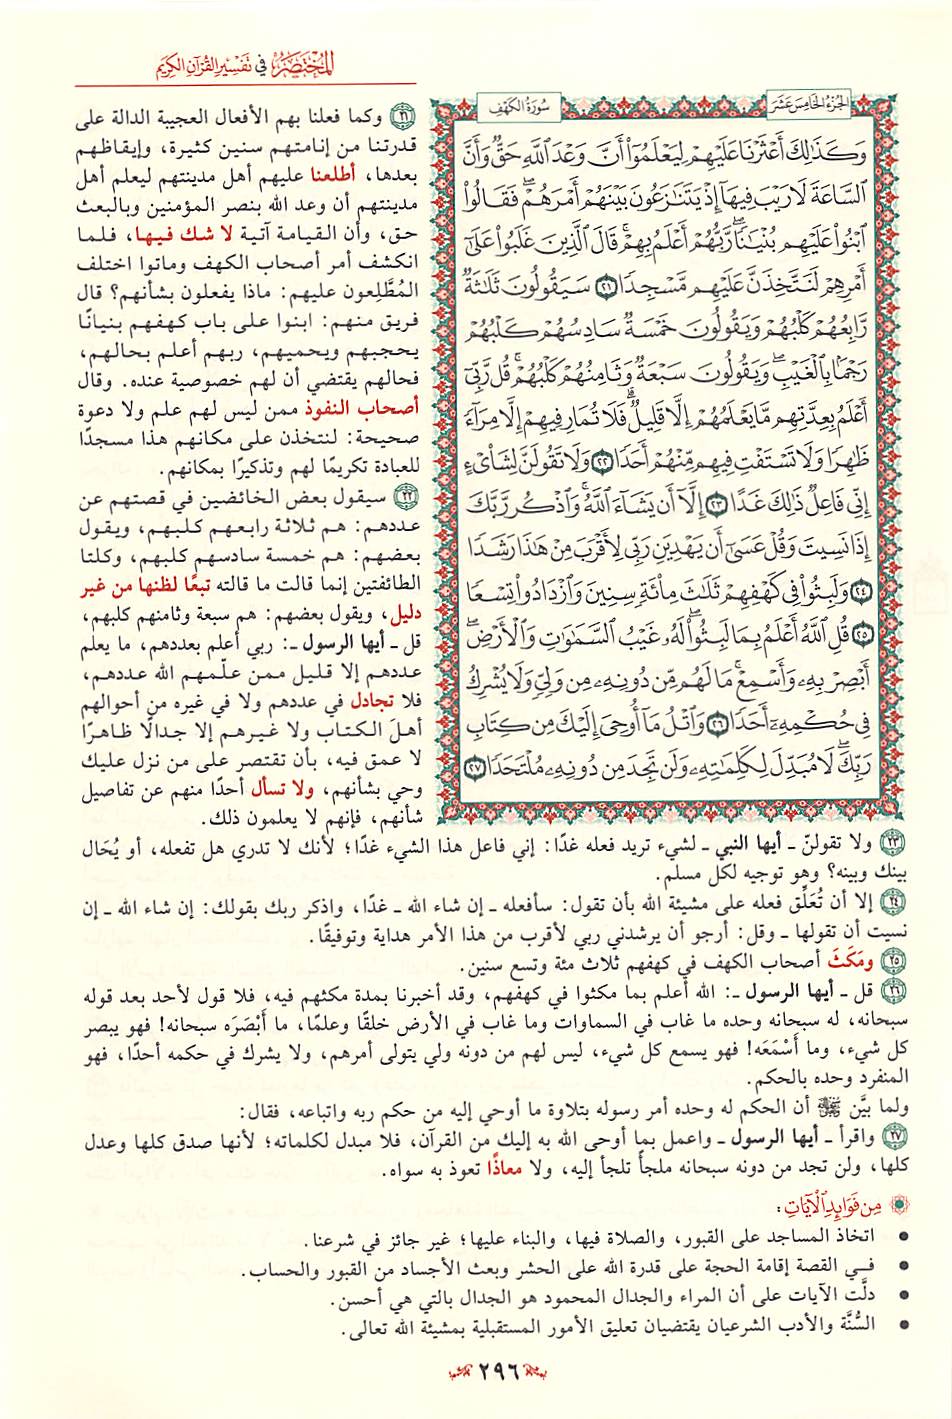 المختصر في تفسير القرآن الكريم
الجزء الخامس عشر
سورة الكهف
وَكَذَٰلِكَ أَعْثَرْنَا عَلَيْهِمْ لِيَعْلَمُوٓا۟ أَنَّ وَعْدَ ٱللَّهِ حَقٌّ وَأَنَّ
ٱلسَّاعَةَ لَا رَيْبَ فِيهَآ إِذْ يَتَنَٰزَعُونَ بَيْنَهُمْ أَمْرَهُمْ ۖ فَقَالُوا۟
ٱبْنُوا۟ عَلَيْهِم بُنْيَٰنًا ۖ رَّبُّهُمْ أَعْلَمُ بِهِمْ ۚ قَالَ ٱلَّذِينَ غَلَبُوا۟ عَلَىٰٓ
أَمْرِهِمْ لَنَتَّخِذَنَّ عَلَيْهِم مَّسْجِدًا ٢١ سَيَقُولُونَ ثَلَٰثَةٌ
رَّابِعُهُمْ كَلْبُهُمْ وَيَقُولُونَ خَمْسَةٌ سَادِسُهُمْ كَلْبُهُمْ
رَجْمًۢا بِٱلْغَيْبِ ۖ وَيَقُولُونَ سَبْعَةٌ وَثَامِنُهُمْ كَلْبُهُمْ ۚ قُل رَّبِّىٓ
أَعْلَمُ بِعِدَّتِهِم مَّا يَعْلَمُهُمْ إِلَّا قَلِيلٌ ۗ فَلَا تُمَارِ فِيهِمْ إِلَّا مِرَآءً
ظَٰهِرًا وَلَا تَسْتَفْتِ فِيهِم مِّنْهُمْ أَحَدًا ٢٢ وَلَا تَقُولَنَّ لِشَا۟ىْءٍ
إِنِّى فَاعِلٌ ذَٰلِكَ غَدًا ٢٣ إِلَّآ أَن يَشَآءَ ٱللَّهُ ۚ وَٱذْكُر رَّبَّكَ
إِذَا نَسِيتَ وَقُلْ عَسَىٰٓ أَن يَهْدِيَنِ رَبِّى لِأَقْرَبَ مِنْ هَٰذَا رَشَدًا
٢٤ وَلَبِثُوا۟ فِى كَهْفِهِمْ ثَلَٰثَ مِا۟ئَةٍ سِنِينَ وَٱزْدَادُوا۟ تِسْعًا
٢٥ قُلِ ٱللَّهُ أَعْلَمُ بِمَا لَبِثُوا۟ ۖ لَهُۥ غَيْبُ ٱلسَّمَٰوَٰتِ وَٱلْأَرْضِ ۖ
أَبْصِرْ بِهِۦ وَأَسْمِعْ ۚ مَا لَهُم مِّن دُونِهِۦ مِن وَلِىٍّ وَلَا يُشْرِكُ
فِى حُكْمِهِۦٓ أَحَدًا ٢٦ وَٱتْلُ مَآ أُوحِىَ إِلَيْكَ مِن كِتَابِ
رَبِّكَ ۖ لَا مُبَدِّلَ لِكَلِمَٰتِهِۦ وَلَن تَجِدَ مِن دُونِهِۦ مُلْتَحَدًا ٢٧
٢١ وكما فعلنا بهم الأفعال العجيبة الدالة على
قدرتنا من إنامتهم سنين كثيرة، وإيقاظهم
بعدها، أطلعنا عليهم أهل مدينتهم ليعلم أهل
مدينتهم أن وعد الله بنصر المؤمنين وبالبعث
حق، وأن القيامة آتية لا شك فيها، فلما
انكشف أمر أصحاب الكهف وماتوا اختلف
المُطَّلِعون عليهم: ماذا يفعلون بشأنهم؟ قال
فريق منهم: ابنوا على باب كهفهم بنيانًا
يحجبهم ويحميهم، ربهم أعلم بحالهم،
فحالهم يقتضي أن لهم خصوصية عنده. وقال
أصحاب النفوذ ممن ليس لهم علم ولا دعوة
صحيحة: لنتخذن على مكانهم هذا مسجدًا
للعبادة تكريمًا لهم وتذكيرًا بمكانهم.
٢٢ سيقول بعض الخائضين في قصتهم عن
عددهم: هم ثلاثة رابعهم كلبهم، ويقول
بعضهم: هم خمسة سادسهم كلبهم، وكلتا
الطائفتين إنما قالت ما قالته تبعًا لظنها من غير
دليل، ويقول بعضهم: هم سبعة وثامنهم كلبهم،
قل ـ أيها الرسول ـ: ربي أعلم بعددهم، ما يعلم
عددهم إلا قليل ممن علّمهم الله عددهم،
فلا تجادل في عددهم ولا في غيره من أحوالهم
أهلَ الكتاب ولا غيرهم إلا جدالًا ظاهرًا
لا عمق فيه، بأن تقتصر على من نزل عليك
وحي بشأنهم، ولا تسأل أحدًا منهم عن تفاصيل
شأنهم، فإنهم لا يعلمون ذلك.
٢٣ ولا تقولنّ ـ أيها النبي ـ لشيء تريد فعله غدًا: إني فاعل هذا الشيء غدًا؛ لأنك لا تدري هل تفعله، أو يُحَال
بينك وبينه؟ وهو توجيه لكل مسلم.
٢٤ إلا أن تُعَلِّق فعله على مشيئة الله بأن تقول: سأفعله ـ إن شاء الله ـ غدًا، واذكر ربك بقولك: إن شاء الله ـ إن
نسيت أن تقولها ـ وقل: أرجو أن يرشدني ربي لأقرب من هذا الأمر هداية وتوفيقًا.
٢٥ ومَكَثَ أصحاب الكهف في كهفهم ثلاث مئة وتسع سنين.
٢٦ قل ـ أيها الرسول ـ: الله أعلم بما مكثوا في كهفهم، وقد أخبرنا بمدة مكثهم فيه، فلا قول لأحد بعد قوله
سبحانه، له سبحانه وحده ما غاب في السماوات وما غاب في الأرض خلقًا وعلمًا، ما أَبْصَرَه سبحانه! فهو يبصر
كل شيء، وما أَسْمَعَه! فهو يسمع كل شيء، ليس لهم من دونه ولي يتولى أمرهم، ولا يشرك في حكمه أحدًا، فهو
المنفرد وحده بالحكم.
ولما بيَّن ﷺ أن الحكم له وحده أمر رسوله بتلاوة ما أوحي إليه من حكم ربه واتباعه، فقال:
٢٧ واقرأ ـ أيها الرسول ـ واعمل بما أوحى الله به إليك من القرآن، فلا مبدل لكلماته؛ لأنها صدق كلها وعدل
كلها، ولن تجد من دونه سبحانه ملجأً تلجأ إليه، ولا معاذًا تعوذ به سواه.
من فوائد الآيات:
• اتخاذ المساجد على القبور، والصلاة فيها، والبناء عليها؛ غير جائز في شرعنا.
• في القصة إقامة الحجة على قدرة الله على الحشر وبعث الأجساد من القبور والحساب.
• دلَّت الآيات على أن المراء والجدال المحمود هو الجدال بالتي هي أحسن.
• السُّنَّة والأدب الشرعيان يقتضيان تعليق الأمور المستقبلية بمشيئة الله تعالى.
٢٩٦